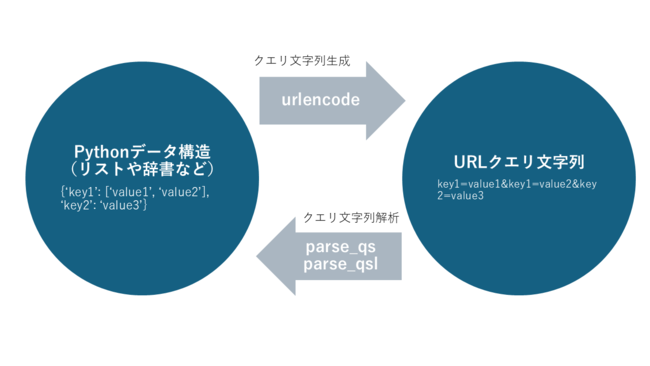 クエリ文字列生成
urlencode
Pythonデータ構造
（リストや辞書など）
{‘key1’: [‘value1’, ‘value2’],
‘key2’: ‘value3’}
URLクエリ文字列
key1=value1&key1=value2&key
2=value3
クエリ文字列解析
parse_qs
parse_qsl